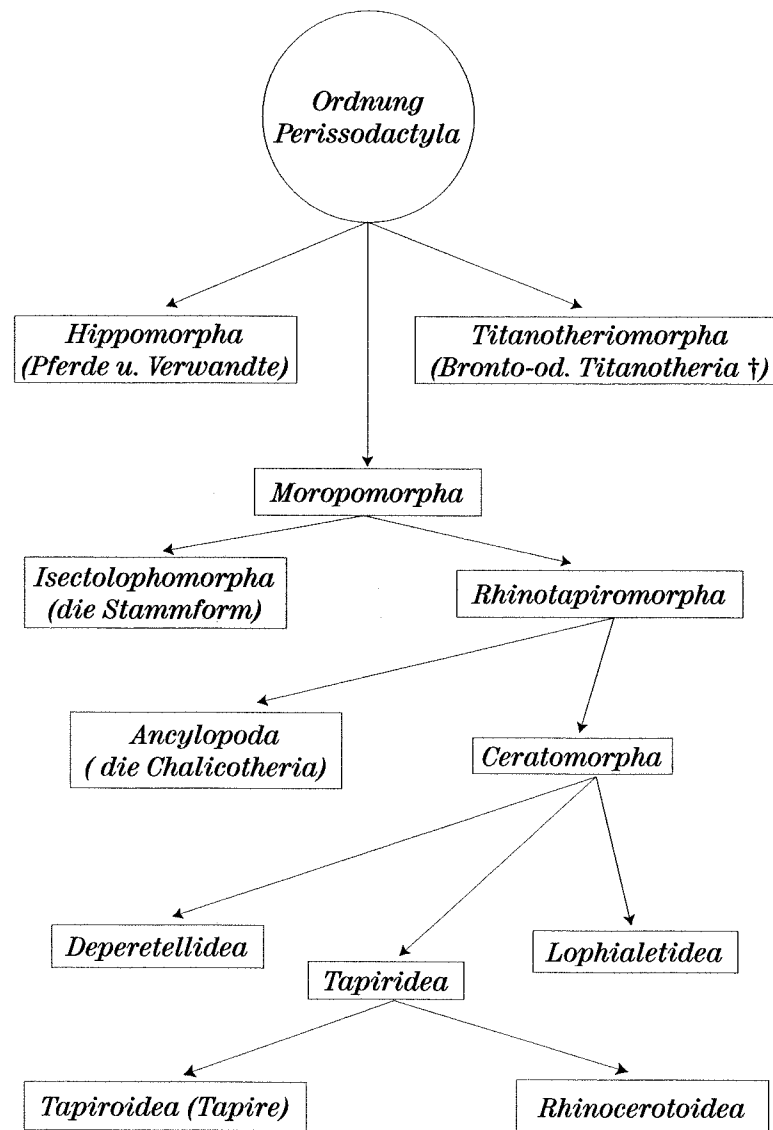 Ordnung
Perissodactyla
Hippomorpha
(Pferde u. Verwandte)
Titanotheriomorpha
(Bronto-od. Titanotheria †)
Moropomorpha
Isectolophomorpha
(die Stammform)
Rhinotapiromorpha
Ancylopoda
( die Chalicotheria)
Ceratomorpha
Deperetellidea
Tapiridea
Lophialetidea
Tapiroidea (Tapire)
Rhinocerotoidea